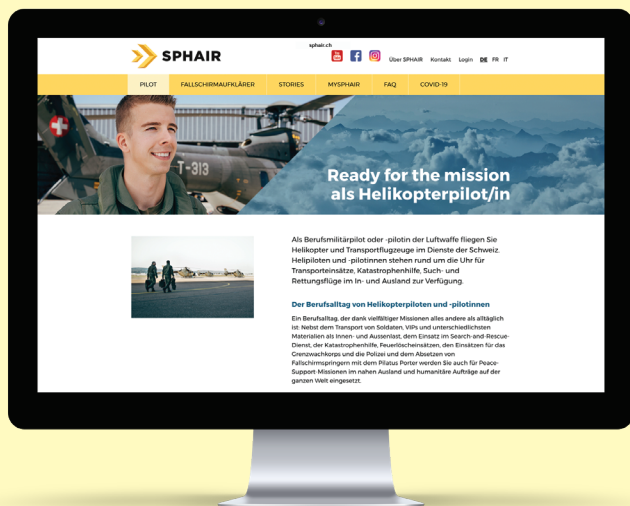 sphair.ch
SPHAIR
Über SPHAIR Kontakt Login DE FR IT
PILOT FALLSCHIRMAUFKLÄRER STORIES MYSPHAIR FAQ COVID-19
T-313
Ready for the mission
als Helikopterpilot/in
Als Berufsmilitärpilot oder -pilotin der Luftwaffe fliegen Sie
Helikopter und Transportflugzeuge im Dienste der Schweiz.
Helipiloten und -pilotinnen stehen rund um die Uhr für
Transporteinsätze, Katastrophenhilfe, Such- und
Rettungsflüge im In- und Ausland zur Verfügung.
Der Berufsalltag von Helikopterpiloten und -pilotinnen
Ein Berufsalltag, der dank vielfältiger Missionen alles andere als alltäglich
ist: Nebst dem Transport von Soldaten, VIPs und unterschiedlichsten
Materialien als Innen- und Aussenlast, dem Einsatz im Search-and-Rescue-
Dienst, der Katastrophenhilfe, Feuerlöscheinsätzen, den Einsätzen für das
Grenzwachkorps und die Polizei und dem Absetzen von
Fallschirmspringern mit dem Pilatus Porter werden Sie auch für Peace-
Support-Missionen im nahen Ausland und humanitäre Aufträge auf der
ganzen Welt eingesetzt.